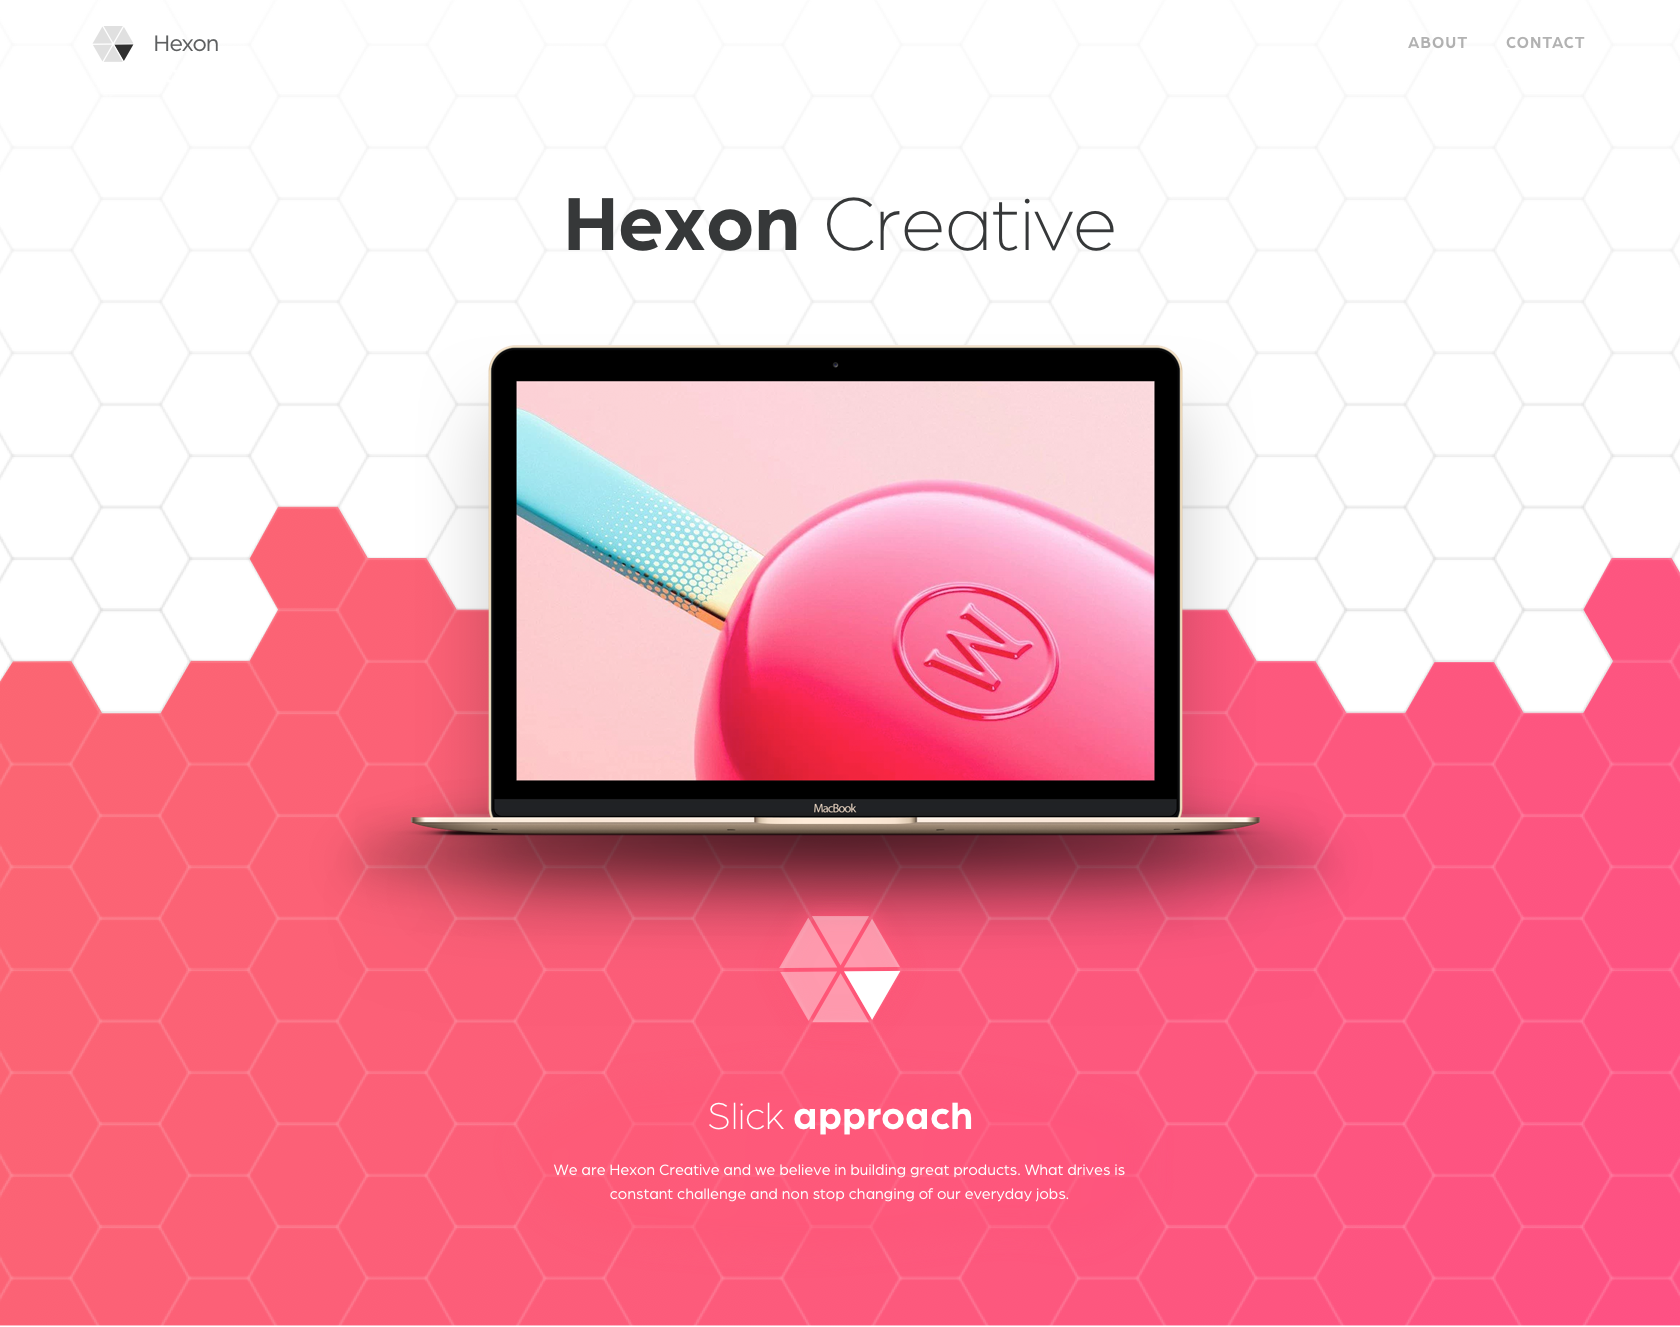 Hexon
ABOUT CONTACT
Hexon Creative
W
MacBook
Slick approach
We are Hexon Creative and we believe in building great products. What drives is
constant challenge and non stop changing of our everyday jobs.